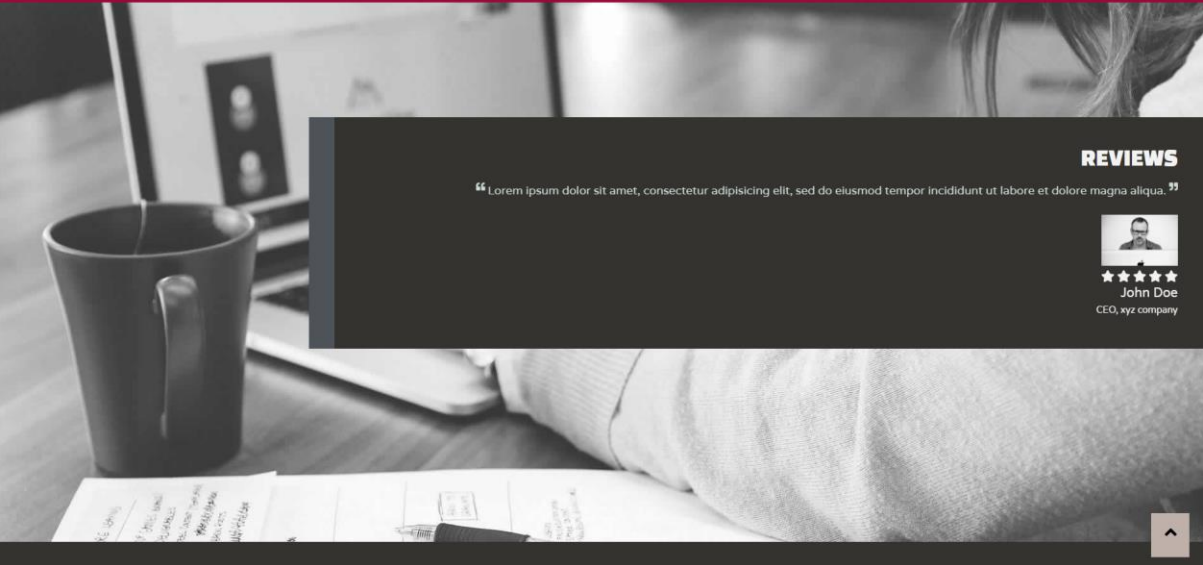 REVIEWS
“ Lorem ipsum dolor sit amet, consectetur adipisicing elit, sed do eiusmod tempor incididunt ut labore et dolore magna aliqua. ”
John Doe
CEO, xyz company